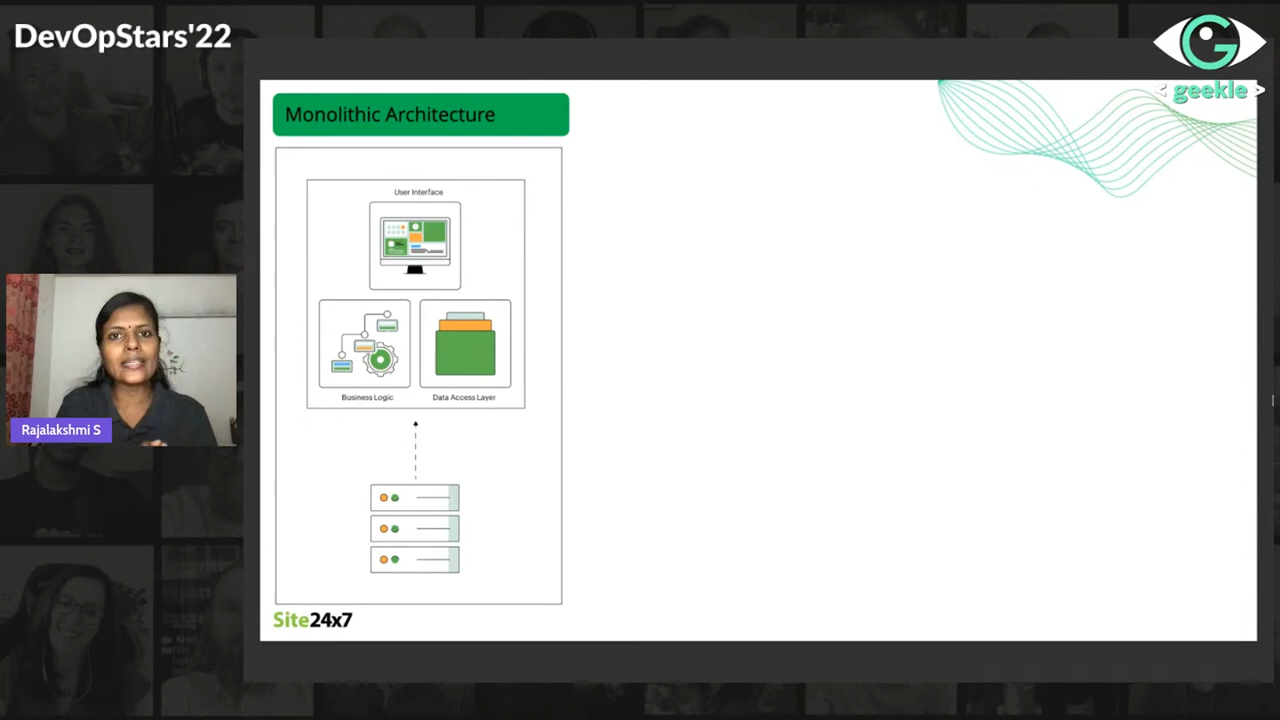 DevOpStars'22
geekle
Monolithic Architecture
User Interface
Business Logic
Data Access Layer
Rajalakshmi S
Site24x7